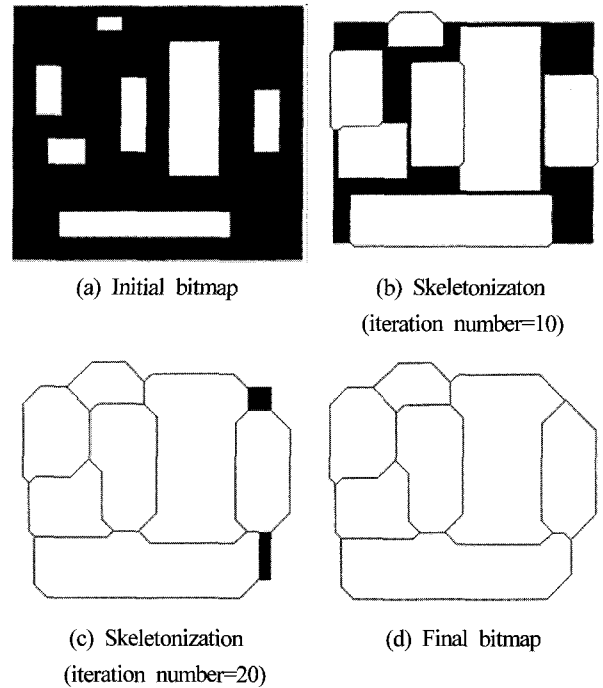 (a) Initial bitmap
(b) Skeletonizaton
(iteration number=10)
(c) Skeletonization
(iteration number=20)
(d) Final bitmap